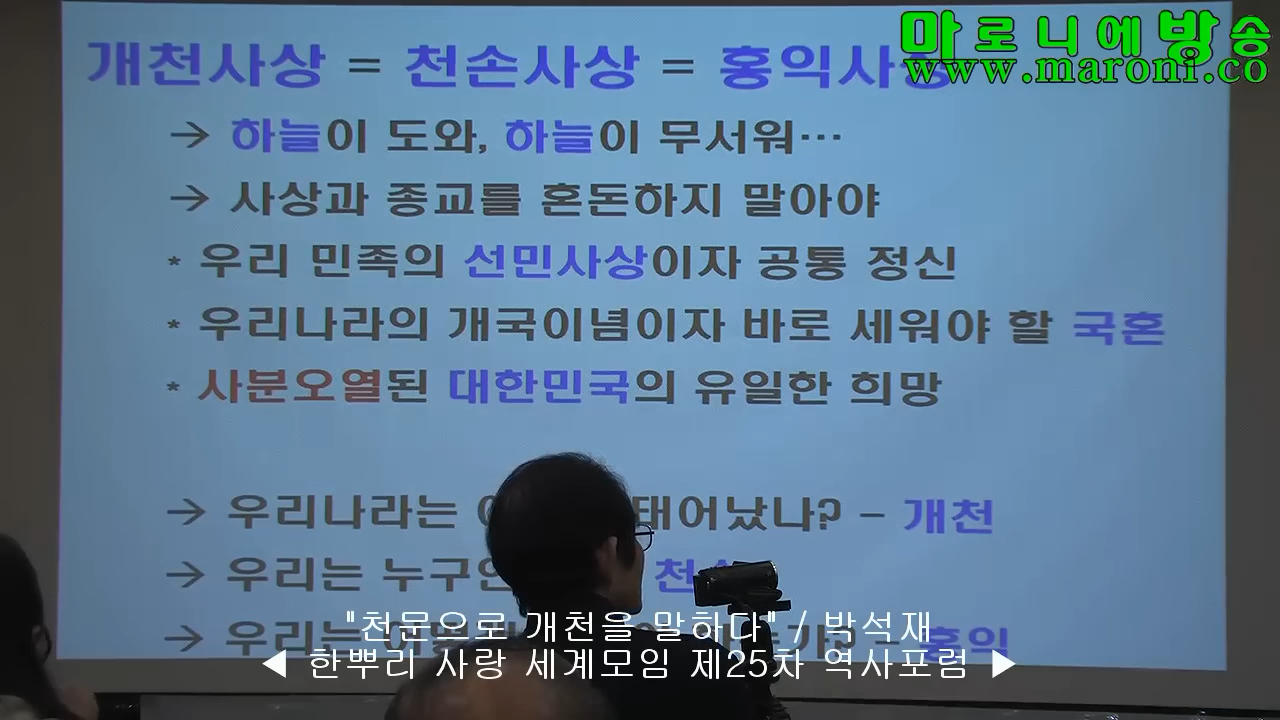 마로니에방송
www.maroni.co
개천사상 = 천손사상 = 홍익사상
→ 하늘이 도와, 하늘이 무서워…
→ 사상과 종교를 혼돈하지 말아야
* 우리 민족의 선민사상이자 공통 정신
* 우리나라의 개국이념이자 바로 세워야 할 국혼
* 사분오열된 대한민국의 유일한 희망
→ 우리나라는 태어났나? - 개천
→ 우리는
→ 우리는 홍익
"천문으로 개천을 말하다" / 박석재
◀ 한뿌리 사랑 세계모임 제25차 역사포럼 ▶